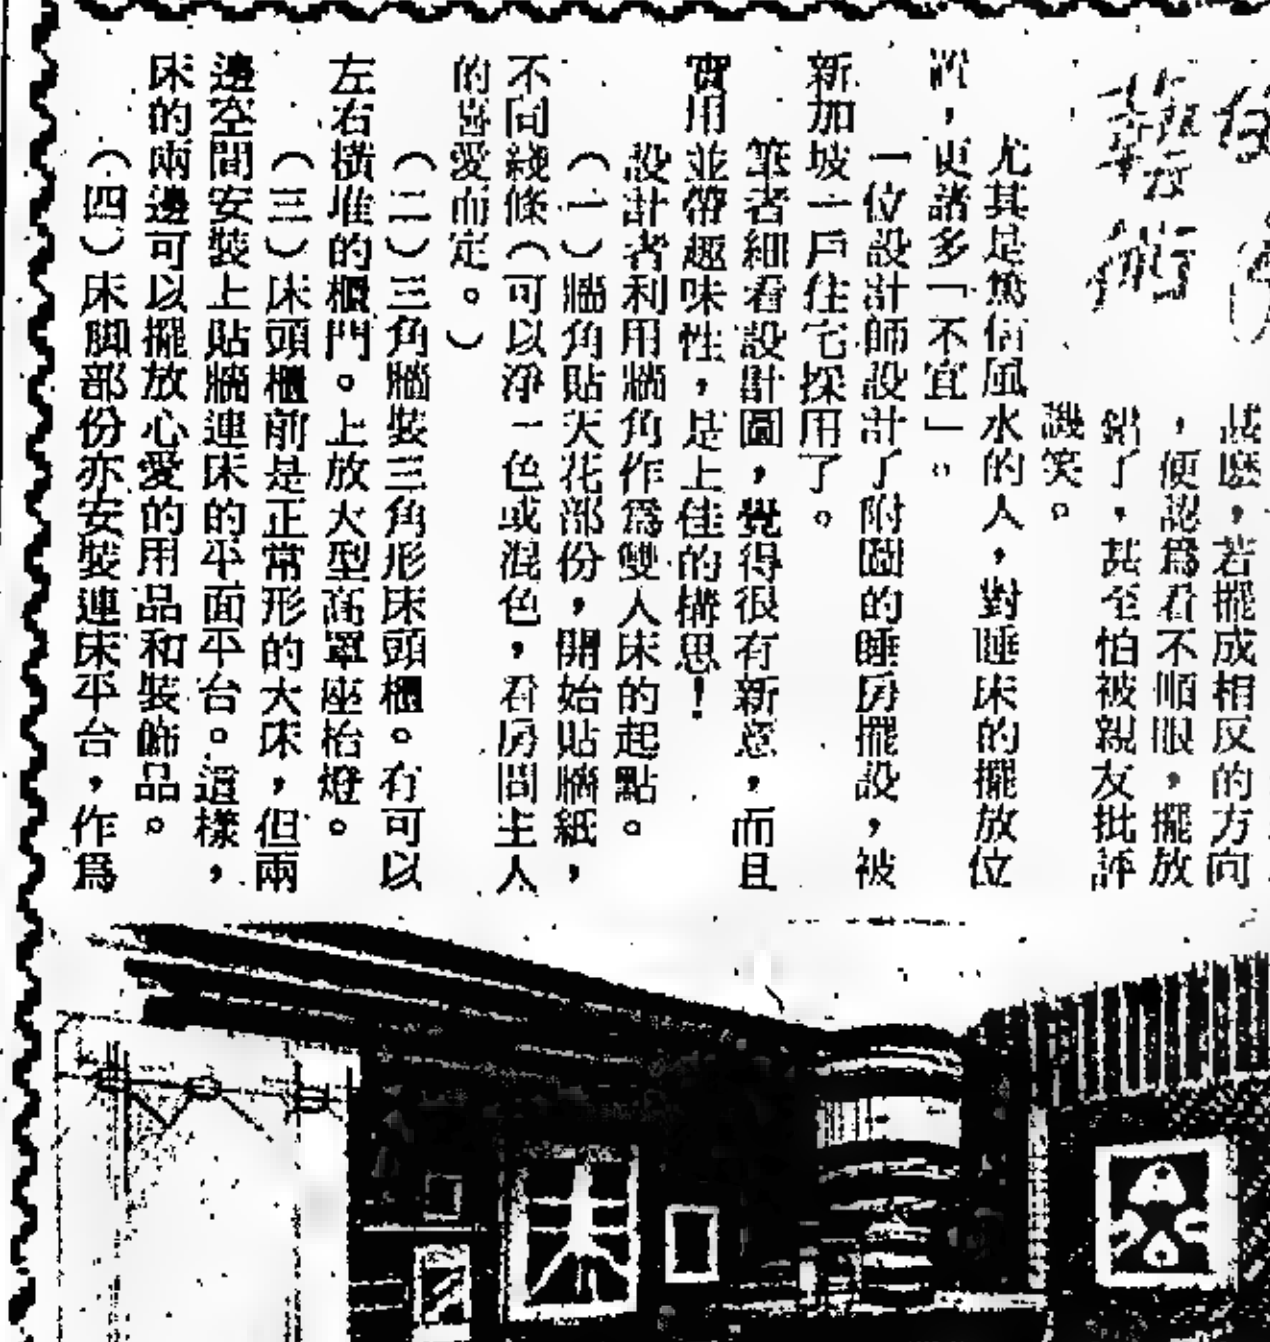 甚麼，若擺成相反的方向
，便認爲看不順眼，擺放
錯了，甚至怕被親友批評
譏笑。
尤其是篤信風水的人，對睡床的擺放位
置，更諸多「不宜」。
一位設計師設計了附圖的睡房擺設，被
新加坡一戶住宅採用了。
筆者細看設計圖，覺得很有新意，而且
實用並帶趣味性，是上佳的構思！
設計者利用牆角作爲雙人床的起點。
（一）牆角貼天花部份，開始貼牆紙，
不同綫條（可以淨一色或混色，看房間主人
的喜愛而定。）
（二）三角牆裝三角形床頭櫃。有可以
左右橫堆的櫃門。上放大型高罩座枱燈。
（三）床頭櫃前是正常形的大床，但兩
邊空間安裝上貼牆連床的平面平台。這樣，
床的兩邊可以擺放心愛的用品和裝飾品。
（四）床脚部份亦安裝連床平台，作爲